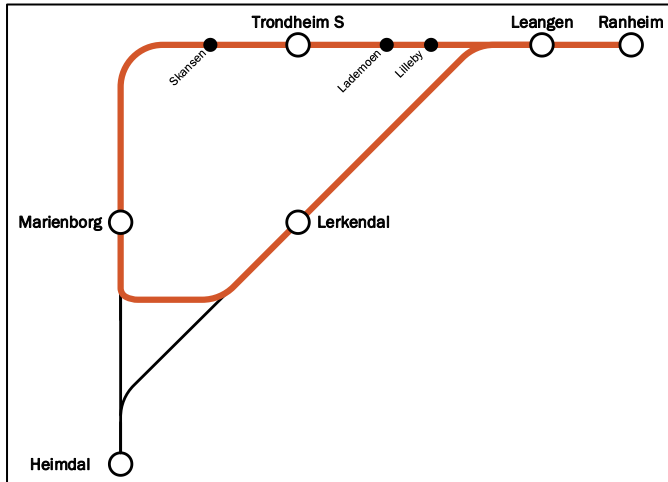 Trondheim S
Leangen
Ranheim
Skansen
Lademoen
Lilleby
Marienborg
Lerkendal
Heimdal